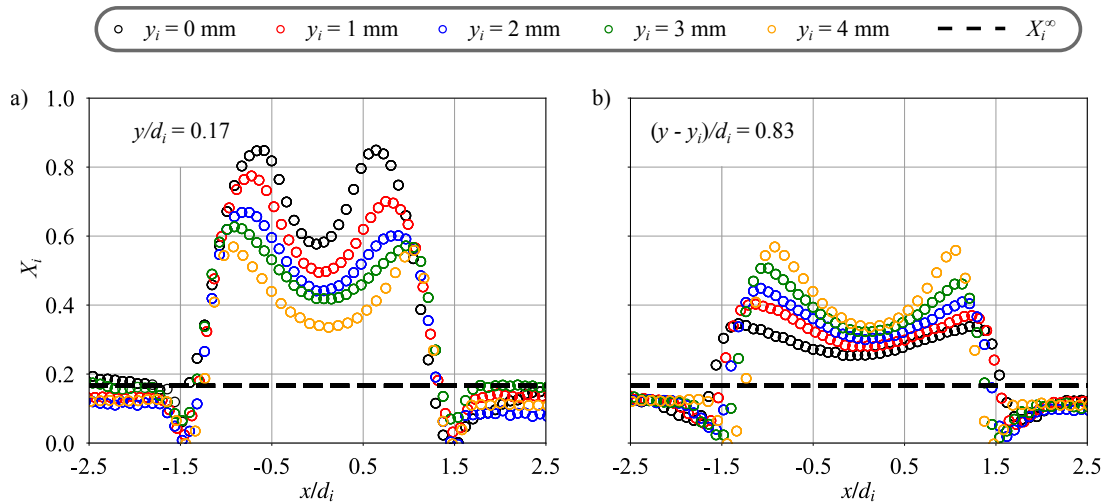 y_i = 0 mm y_i = 1 mm y_i = 2 mm y_i = 3 mm y_i = 4 mm X_i^∞
a) b)
1.0
y/d_i = 0.17 (y - y_i)/d_i = 0.83
0.8
0.6
X_i
0.4
0.2
0.0
-2.5 -1.5 -0.5 0.5 1.5 2.5 -2.5 -1.5 -0.5 0.5 1.5 2.5
x/d_i x/d_i